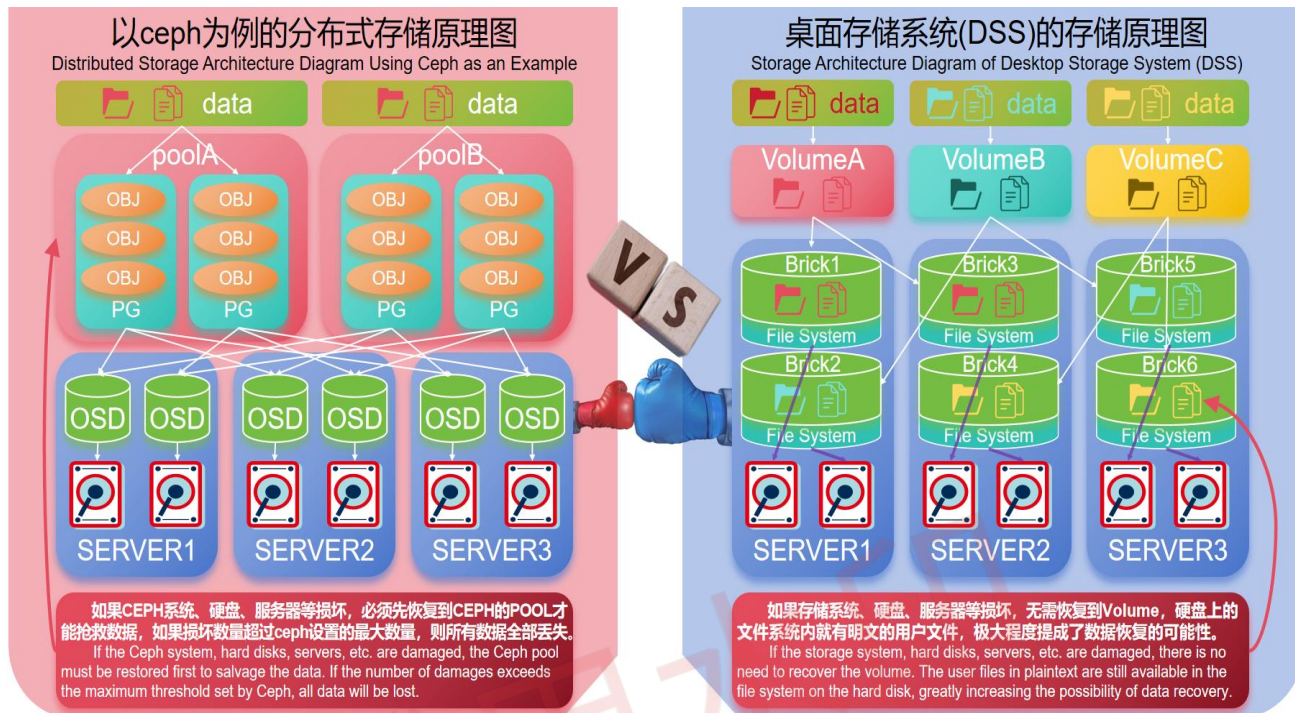 以ceph为例的分布式存储原理图
Distributed Storage Architecture Diagram Using Ceph as an Example
data
data
poolA
poolB
OBJ
OBJ
OBJ
OBJ
OBJ
OBJ
OBJ
OBJ
OBJ
OBJ
OBJ
OBJ
PG
PG
PG
PG
OSD
OSD
OSD
OSD
OSD
OSD
SERVER1
SERVER2
SERVER3
如果CEPH系统、硬盘、服务器等损坏，必须先恢复到CEPH的POOL才
能抢救数据，如果损坏数量超过ceph设置的最大数量，则所有数据全部丢失。
If the Ceph system, hard disks, servers, etc. are damaged, the Ceph pool
must be restored first to salvage the data. If the number of damages exceeds
the maximum threshold set by Ceph, all data will be lost.
V
S
桌面存储系统(DSS)的存储原理图
Storage Architecture Diagram of Desktop Storage System (DSS)
data
data
data
VolumeA
VolumeB
VolumeC
Brick1
Brick3
Brick5
File System
File System
File System
Brick2
Brick4
Brick6
File System
File System
File System
SERVER1
SERVER2
SERVER3
如果存储系统、硬盘、服务器等损坏，无需恢复到Volume，硬盘上的
文件系统内就有明文的用户文件，极大程度提成了数据恢复的可能性。
If the storage system, hard disks, servers, etc. are damaged, there is no
need to recover the volume. The user files in plaintext are still available in the
file system on the hard disk, greatly increasing the possibility of data recovery.